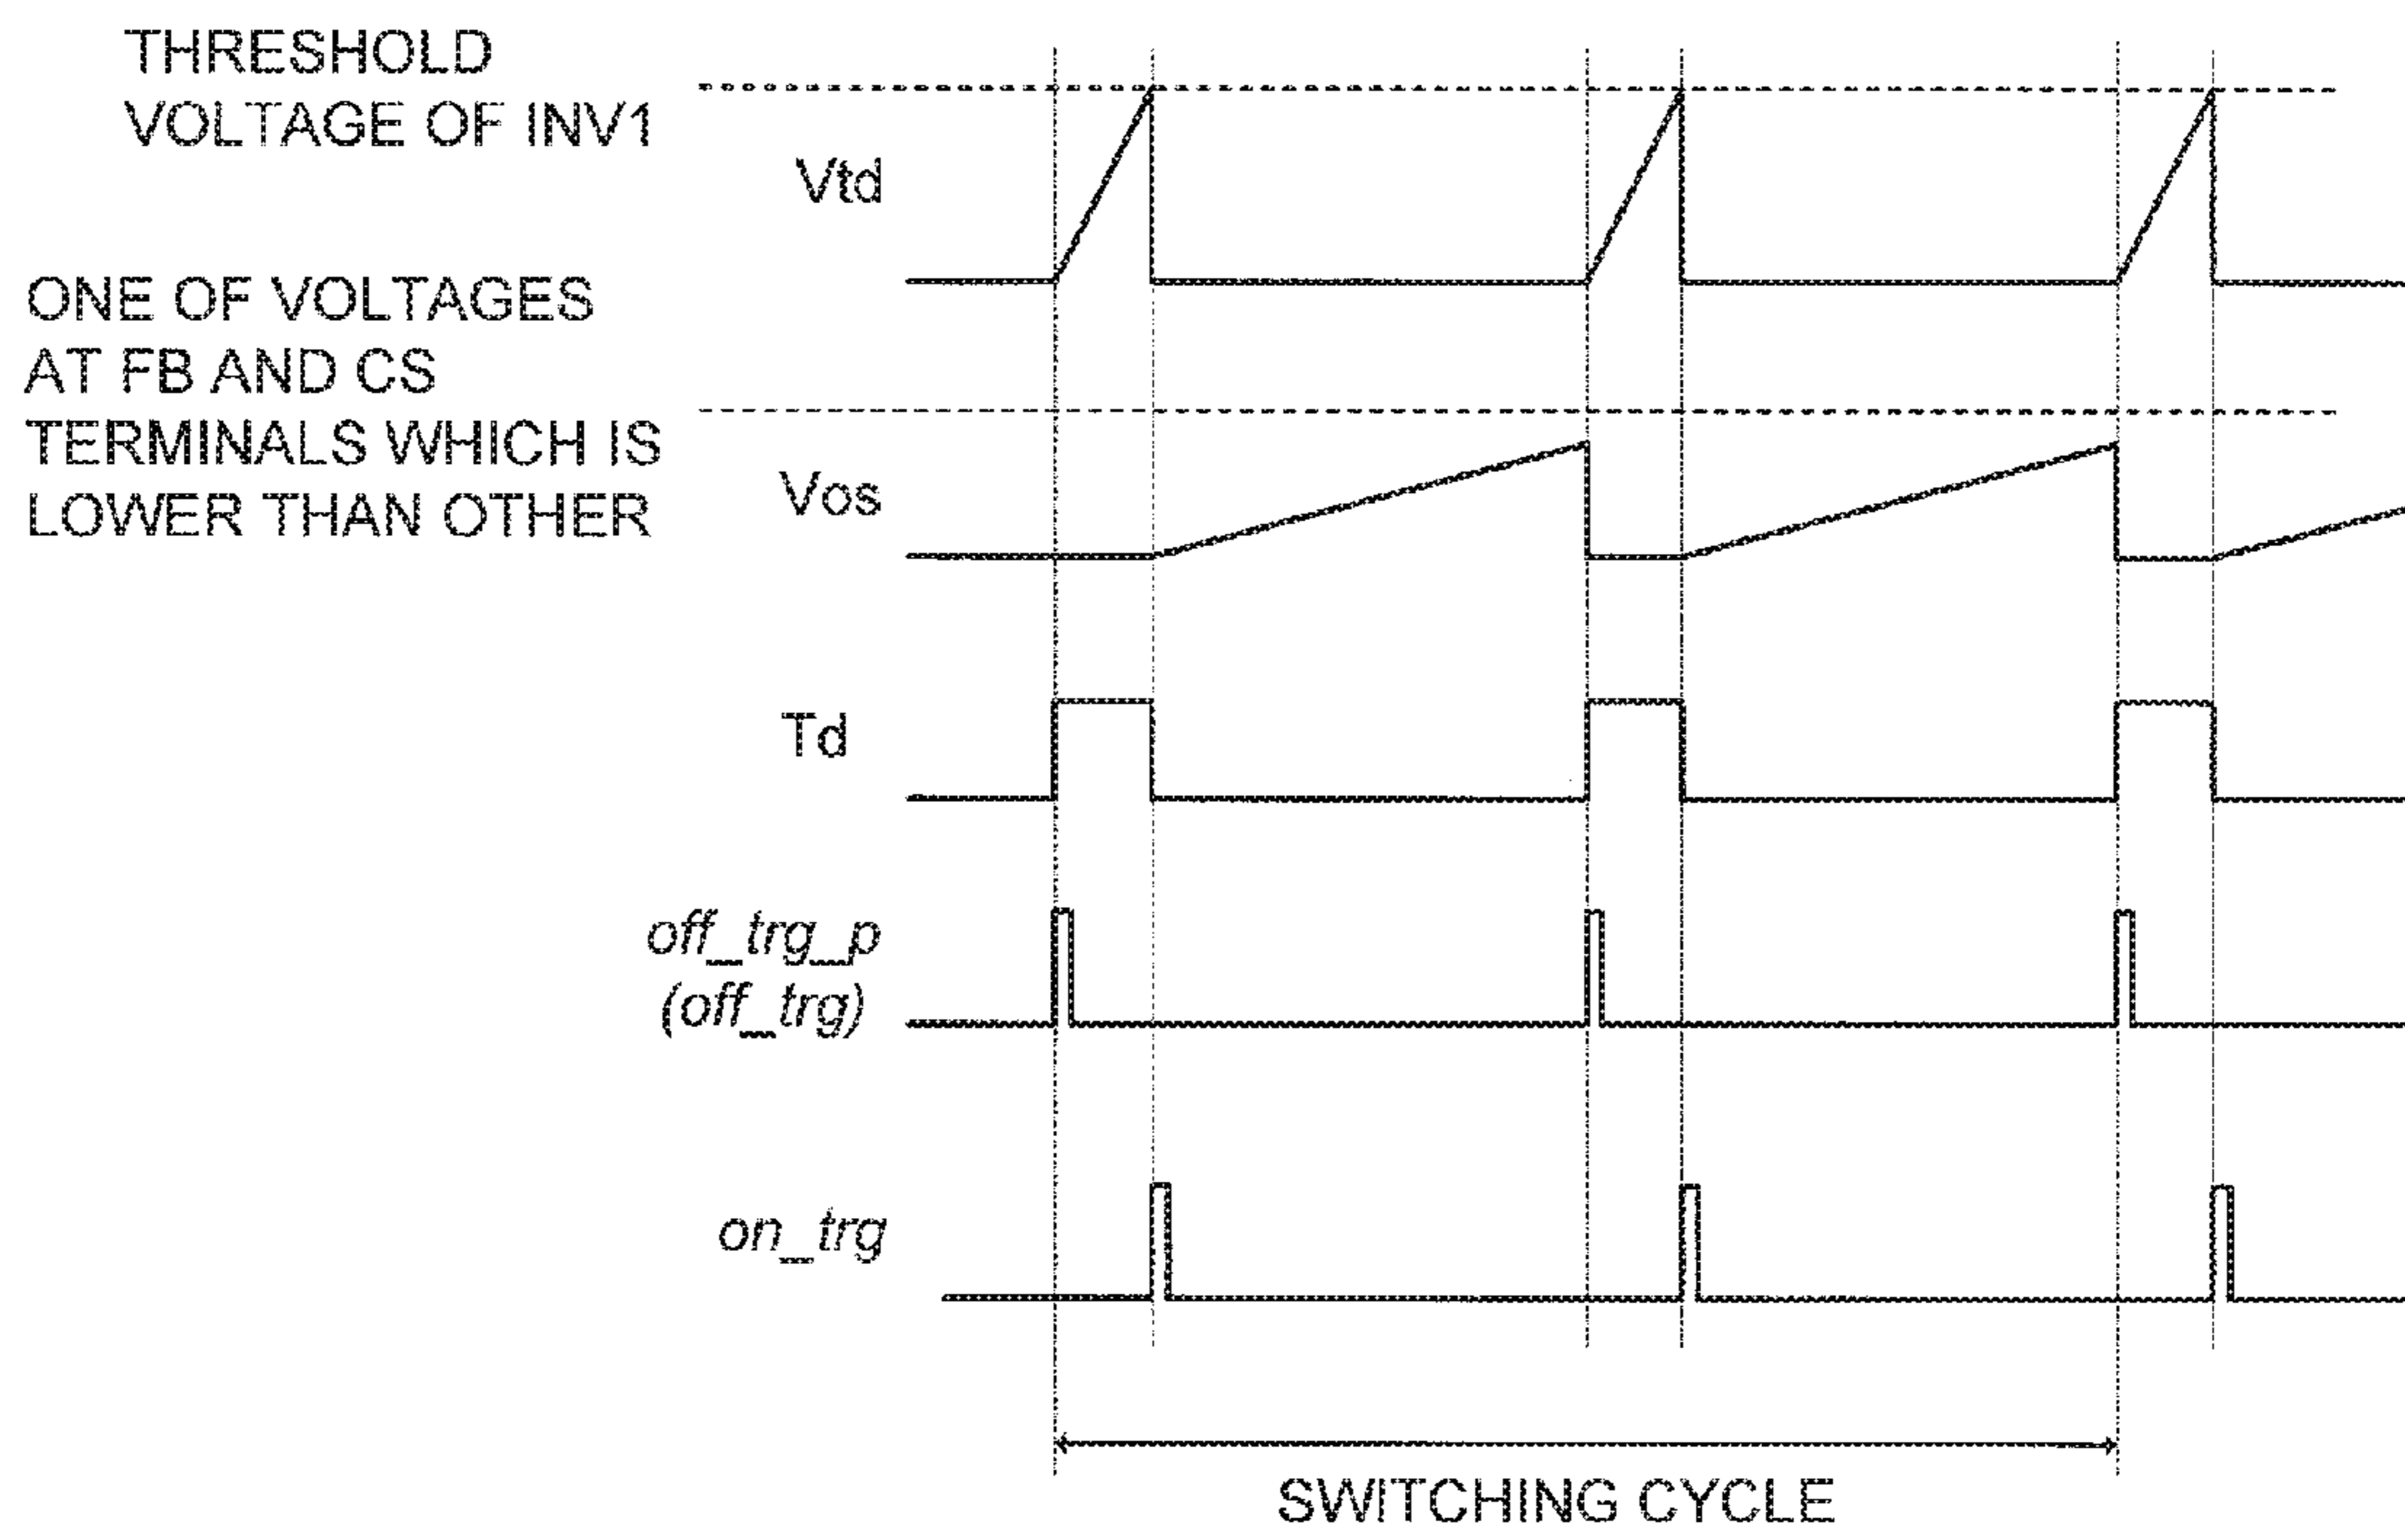 THRESHOLD
VOLTAGE OF INV1
Vtd
ONE OF VOLTAGES
AT FB AND CS
TERMINALS WHICH IS
LOWER THAN OTHER
Vos
Td
off_trg_p
(off_trg)
on_trg
SWITCHING CYCLE